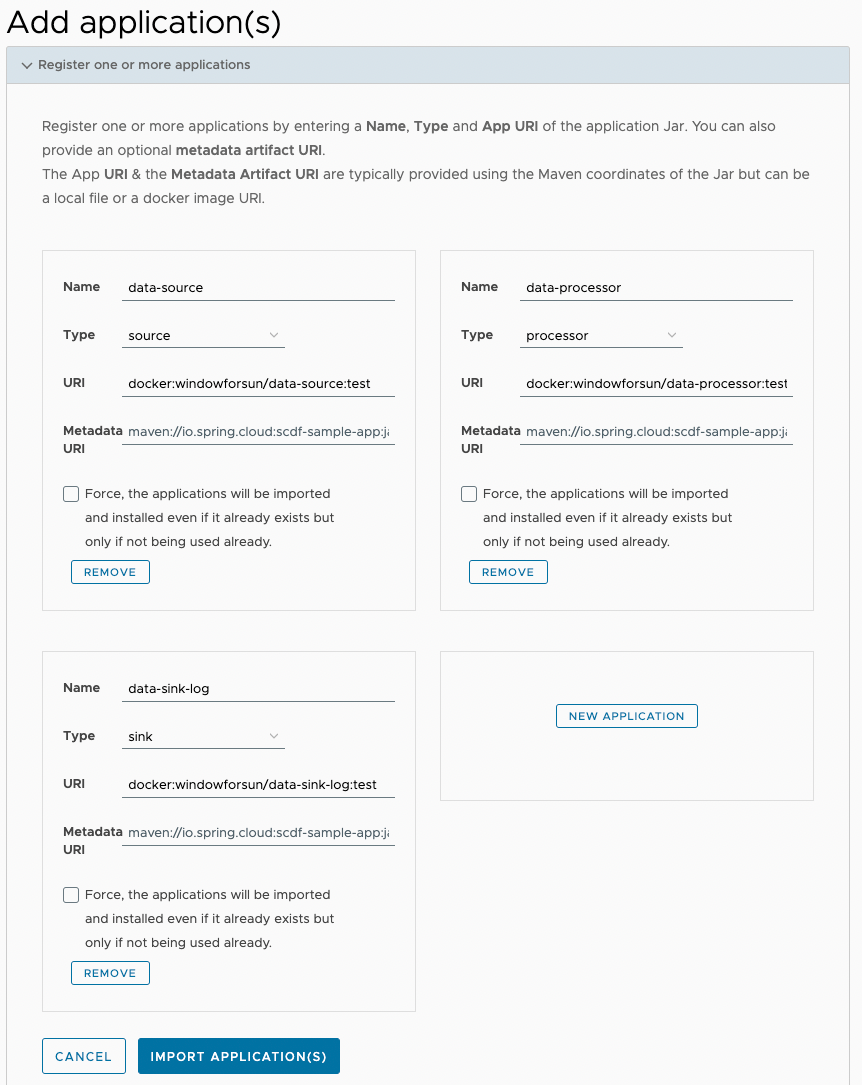 Add application(s)
Register one or more applications
Register one or more applications by entering a Name, Type and App URI of the application Jar. You can also
provide an optional metadata artifact URI.
The App URI & the Metadata Artifact URI are typically provided using the Maven coordinates of the Jar but can be
a local file or a docker image URI.
Name data-source
Type source
URI docker:windowforsun/data-source:test
Metadata maven://io.spring.cloud:scdf-sample-app:ja
URI
Force, the applications will be imported
and installed even if it already exists but
only if not being used already.
REMOVE
Name data-processor
Type processor
URI docker:windowforsun/data-processor:test
Metadata maven://io.spring.cloud:scdf-sample-app:ja
URI
Force, the applications will be imported
and installed even if it already exists but
only if not being used already.
REMOVE
Name data-sink-log
Type sink
URI docker:windowforsun/data-sink-log:test
Metadata maven://io.spring.cloud:scdf-sample-app:ja
URI
Force, the applications will be imported
and installed even if it already exists but
only if not being used already.
REMOVE
NEW APPLICATION
CANCEL
IMPORT APPLICATION(S)